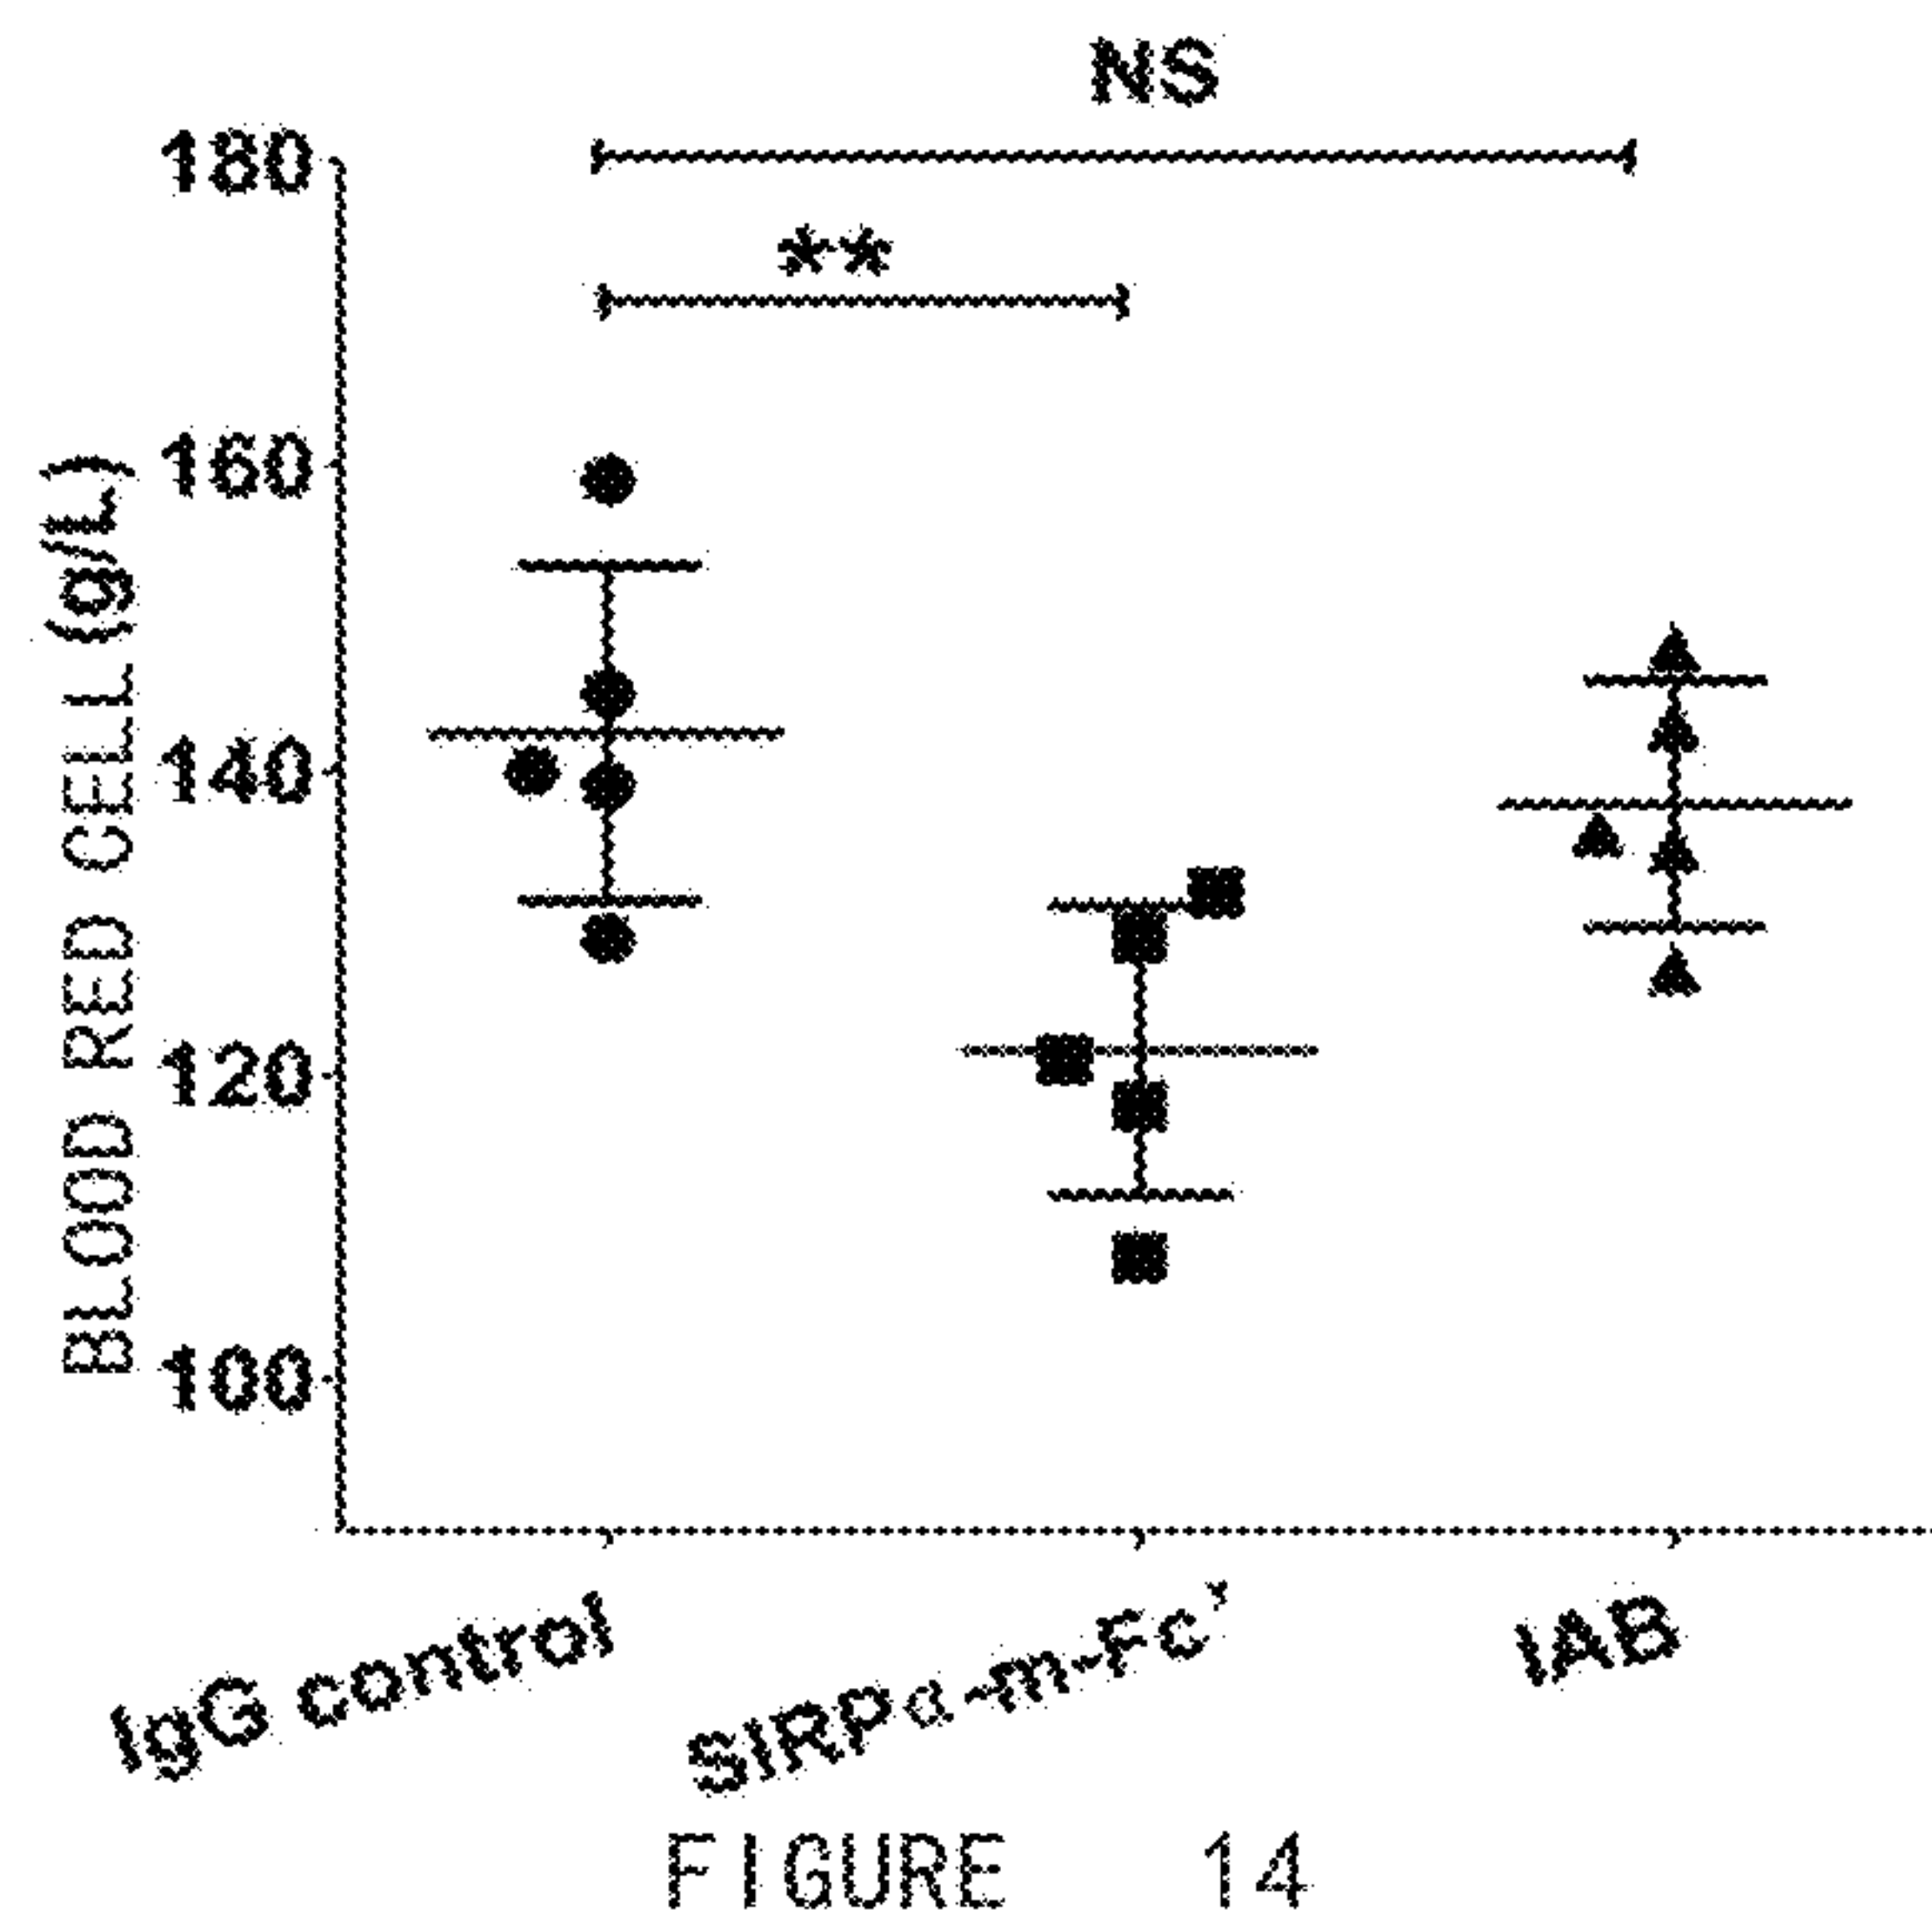 NS
180
**
160
140
120
100
BLOOD RED CELL (g/L)
IgG control
SIRPα-m-Fc'
IAB
FIGURE 14